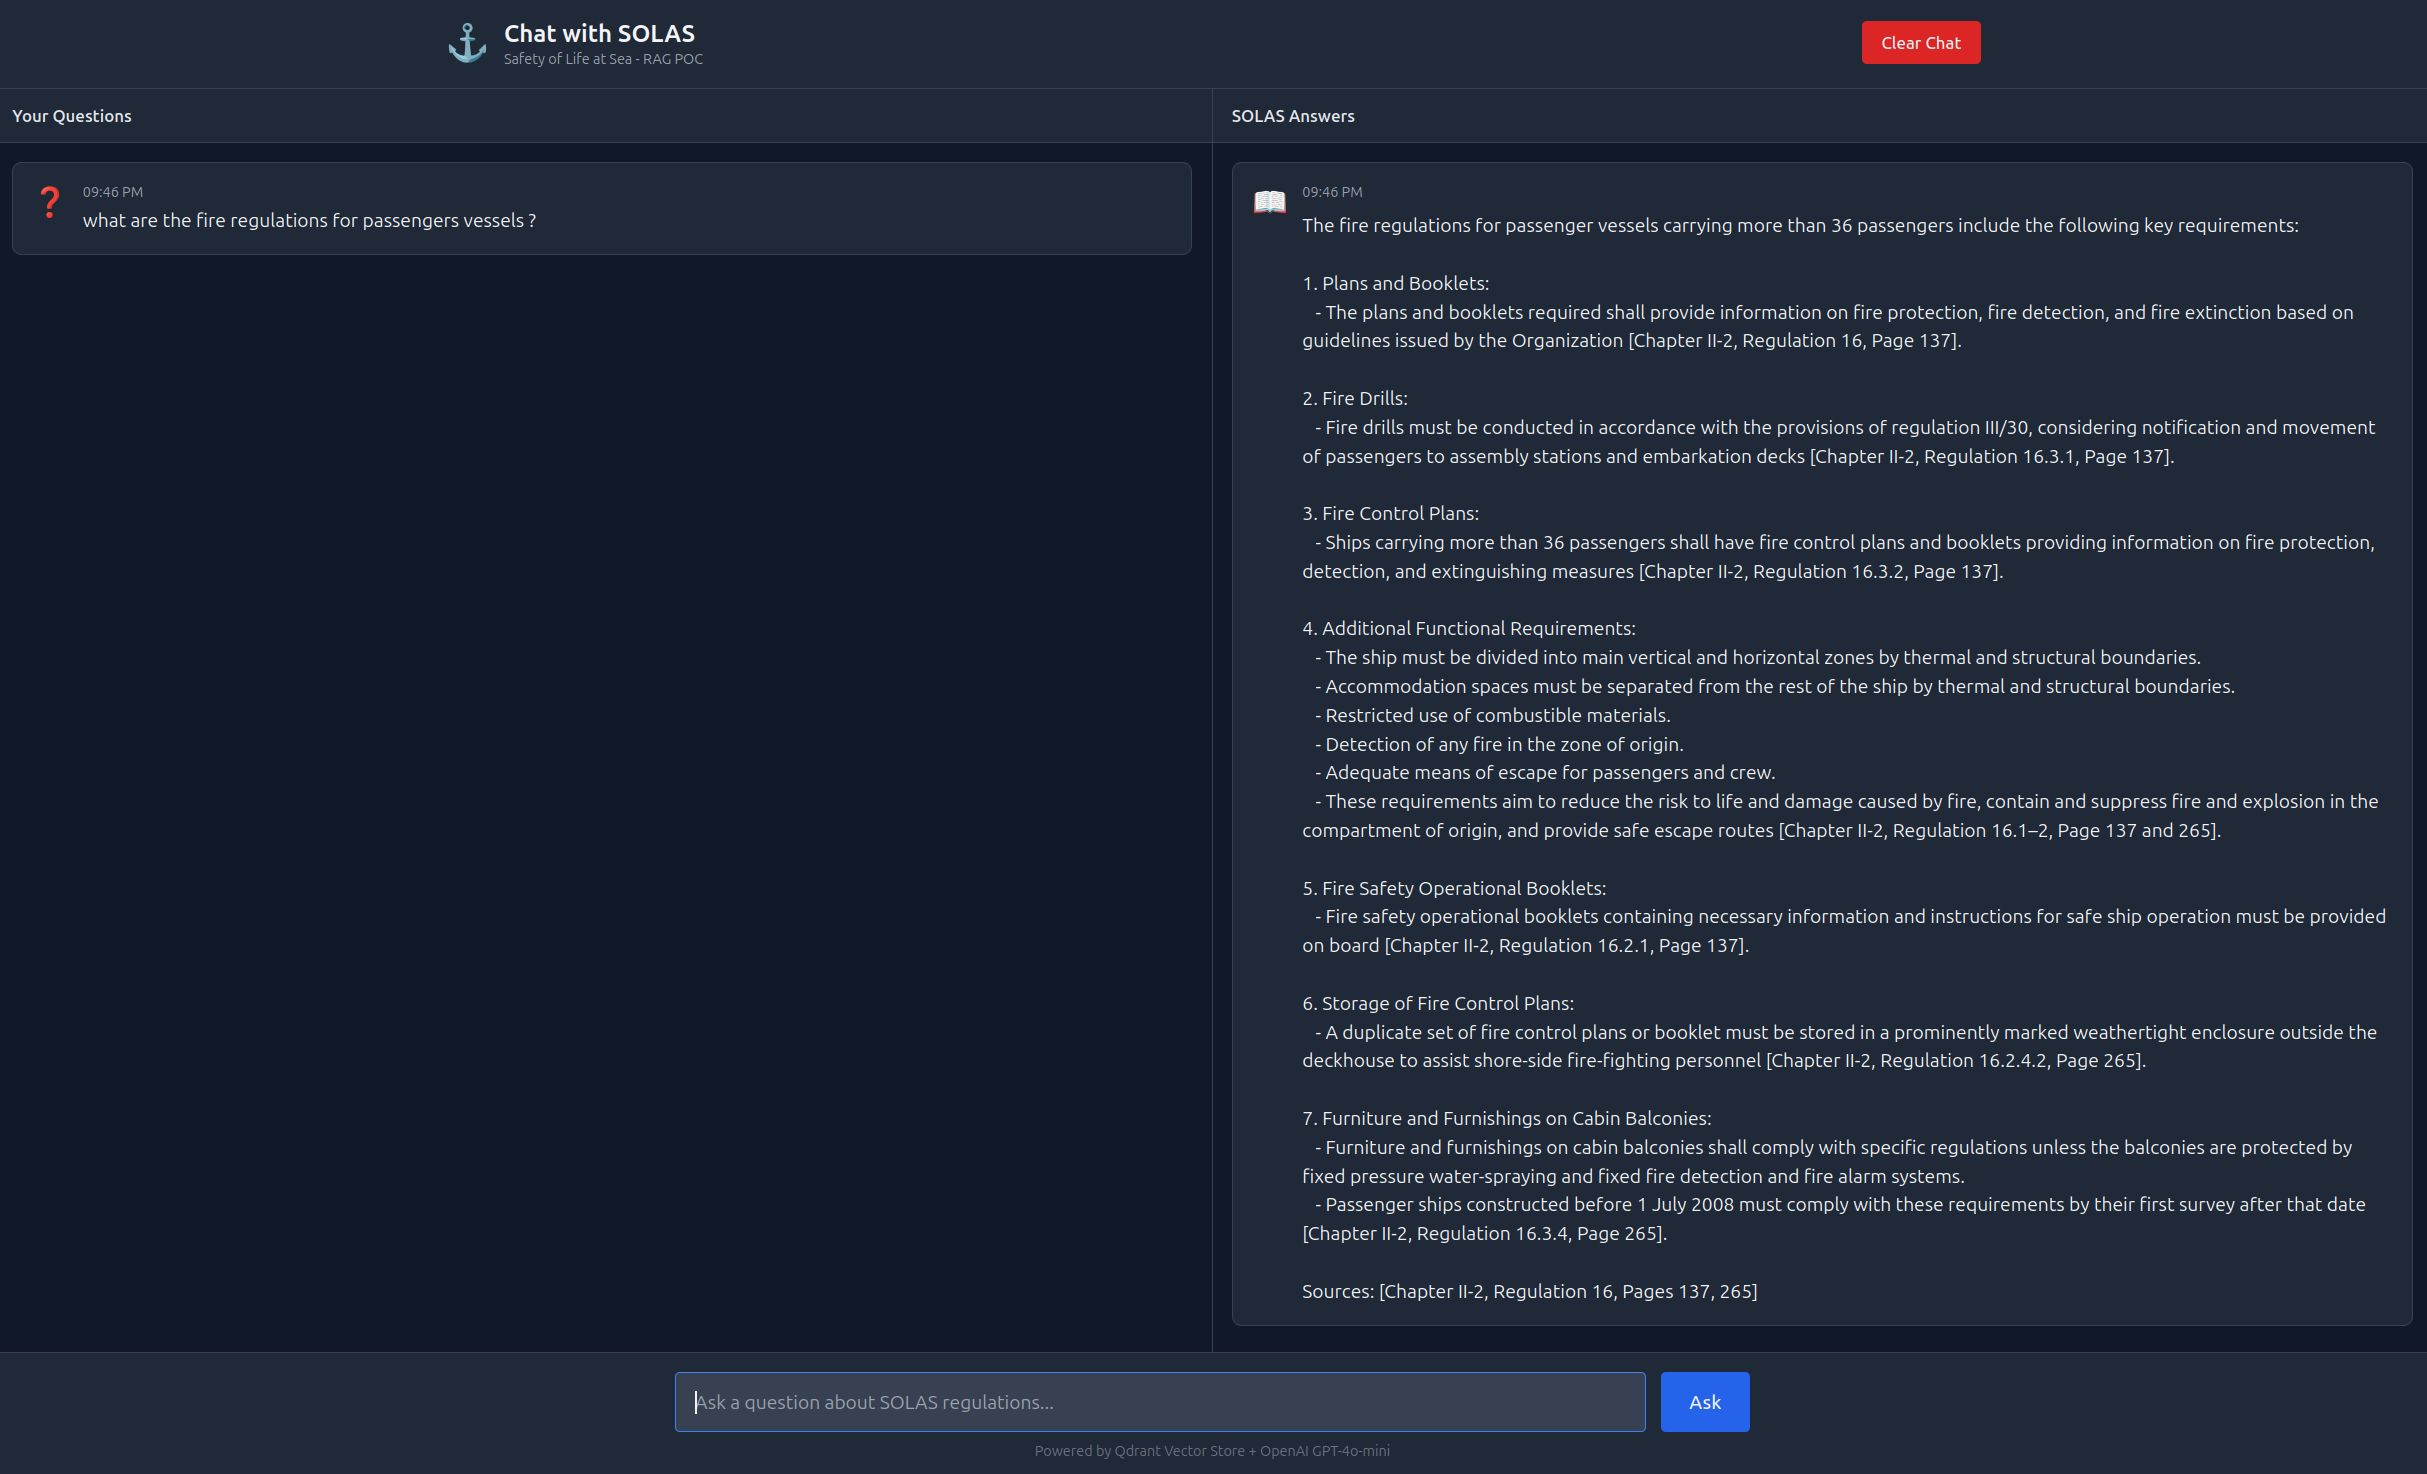 Chat with SOLAS
Safety of Life at Sea - RAG POC
Clear Chat
Your Questions
SOLAS Answers
09:46 PM
what are the fire regulations for passengers vessels ?
09:46 PM
The fire regulations for passenger vessels carrying more than 36 passengers include the following key requirements:
1. Plans and Booklets:
- The plans and booklets required shall provide information on fire protection, fire detection, and fire extinction based on
guidelines issued by the Organization [Chapter II-2, Regulation 16, Page 137].
2. Fire Drills:
- Fire drills must be conducted in accordance with the provisions of regulation III/30, considering notification and movement
of passengers to assembly stations and embarkation decks [Chapter II-2, Regulation 16.3.1, Page 137].
3. Fire Control Plans:
- Ships carrying more than 36 passengers shall have fire control plans and booklets providing information on fire protection,
detection, and extinguishing measures [Chapter II-2, Regulation 16.3.2, Page 137].
4. Additional Functional Requirements:
- The ship must be divided into main vertical and horizontal zones by thermal and structural boundaries.
- Accommodation spaces must be separated from the rest of the ship by thermal and structural boundaries.
- Restricted use of combustible materials.
- Detection of any fire in the zone of origin.
- Adequate means of escape for passengers and crew.
- These requirements aim to reduce the risk to life and damage caused by fire, contain and suppress fire and explosion in the
compartment of origin, and provide safe escape routes [Chapter II-2, Regulation 16.1–2, Page 137 and 265].
5. Fire Safety Operational Booklets:
- Fire safety operational booklets containing necessary information and instructions for safe ship operation must be provided
on board [Chapter II-2, Regulation 16.2.1, Page 137].
6. Storage of Fire Control Plans:
- A duplicate set of fire control plans or booklet must be stored in a prominently marked weathertight enclosure outside the
deckhouse to assist shore-side fire-fighting personnel [Chapter II-2, Regulation 16.2.4.2, Page 265].
7. Furniture and Furnishings on Cabin Balconies:
- Furniture and furnishings on cabin balconies shall comply with specific regulations unless the balconies are protected by
fixed pressure water-spraying and fixed fire detection and fire alarm systems.
- Passenger ships constructed before 1 July 2008 must comply with these requirements by their first survey after that date
[Chapter II-2, Regulation 16.3.4, Page 265].
Sources: [Chapter II-2, Regulation 16, Pages 137, 265]
Ask a question about SOLAS regulations...
Ask
Powered by Qdrant Vector Store + OpenAI GPT-4o-mini